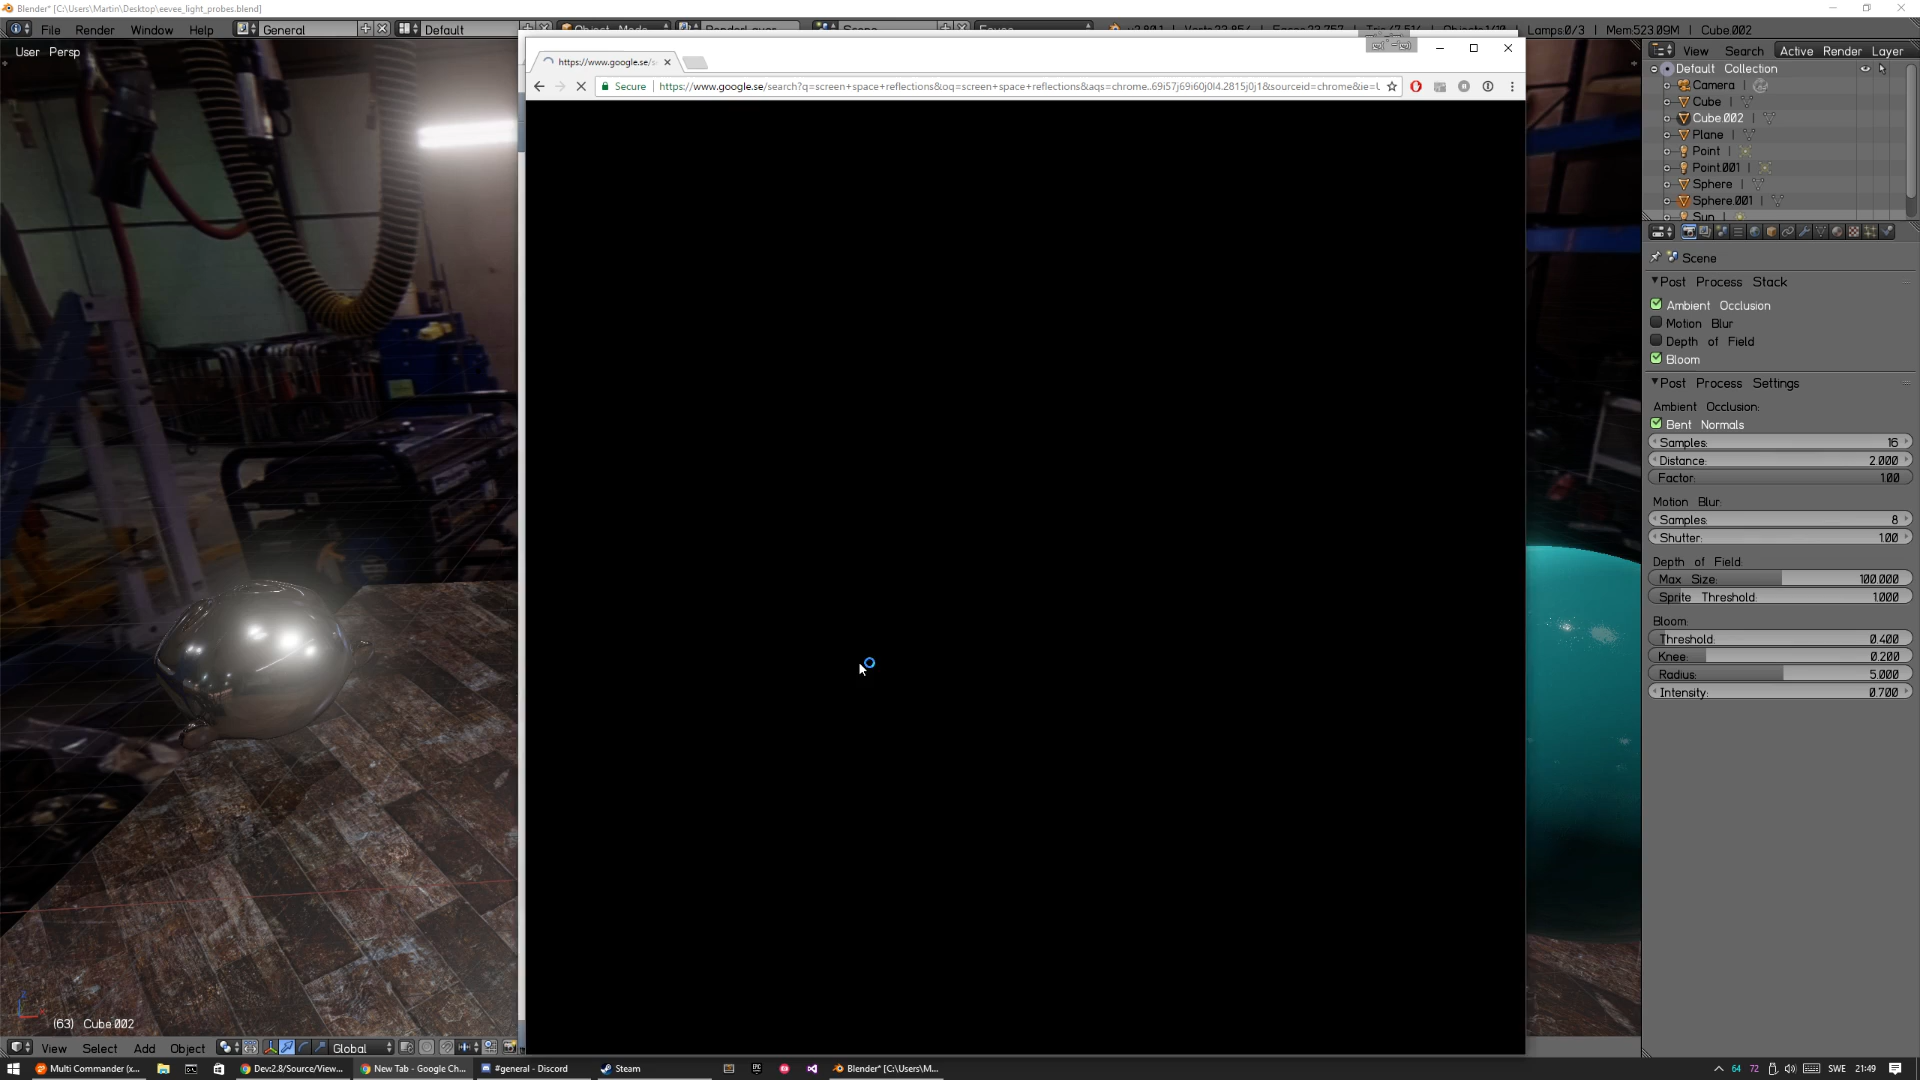 Blender* [C:\Users\Martin\Desktop\eevee_light_probes.blend]
File Render Window Help General Default
Lamps:0/3 | Mem:523.09M | Cube.002
User Persp
https://www.google.se/s
Secure https://www.google.se/search?q=screen+space+reflections&oq=screen+space+reflections&aqs=chrome..69i57j69i60j0l4.2815j0j1&sourceid=chrome&ie=U
View Search Active Render Layer
Default Collection
Camera
Cube
Cube.002
Plane
Point
Point.001
Sphere
Sphere.001
Sun
Scene
Post Process Stack
Ambient Occlusion
Motion Blur
Depth of Field
Bloom
Post Process Settings
Ambient Occlusion:
Bent Normals
Samples: 16
Distance: 2.000
Factor: 1.00
Motion Blur:
Samples: 8
Shutter: 1.00
Depth of Field:
Max Size: 100.000
Sprite Threshold: 1.000
Bloom:
Threshold: 0.400
Knee: 0.200
Radius: 5.000
Intensity: 0.700
(63) Cube.002
View Select Add Object Global
Multi Commander (x... Dev:2.8/Source/View... New Tab - Google Ch... #general - Discord Steam Blender* [C:\Users\M... 64 72 SWE 21:49